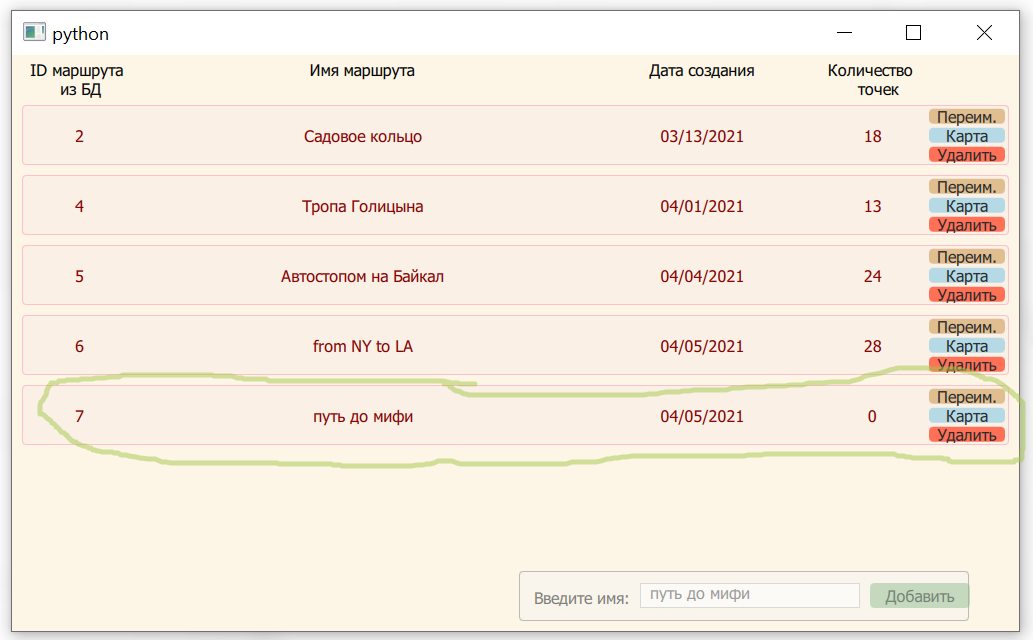 python
ID маршрута Имя маршрута Дата создания Количество
из БД точек
2 Садовое кольцо 03/13/2021 18 Переим.
Карта
Удалить
4 Тропа Голицына 04/01/2021 13 Переим.
Карта
Удалить
5 Автостопом на Байкал 04/04/2021 24 Переим.
Карта
Удалить
6 from NY to LA 04/05/2021 28 Переим.
Карта
Удалить
7 путь до мифи 04/05/2021 0 Переим.
Карта
Удалить
Введите имя: путь до мифи Добавить